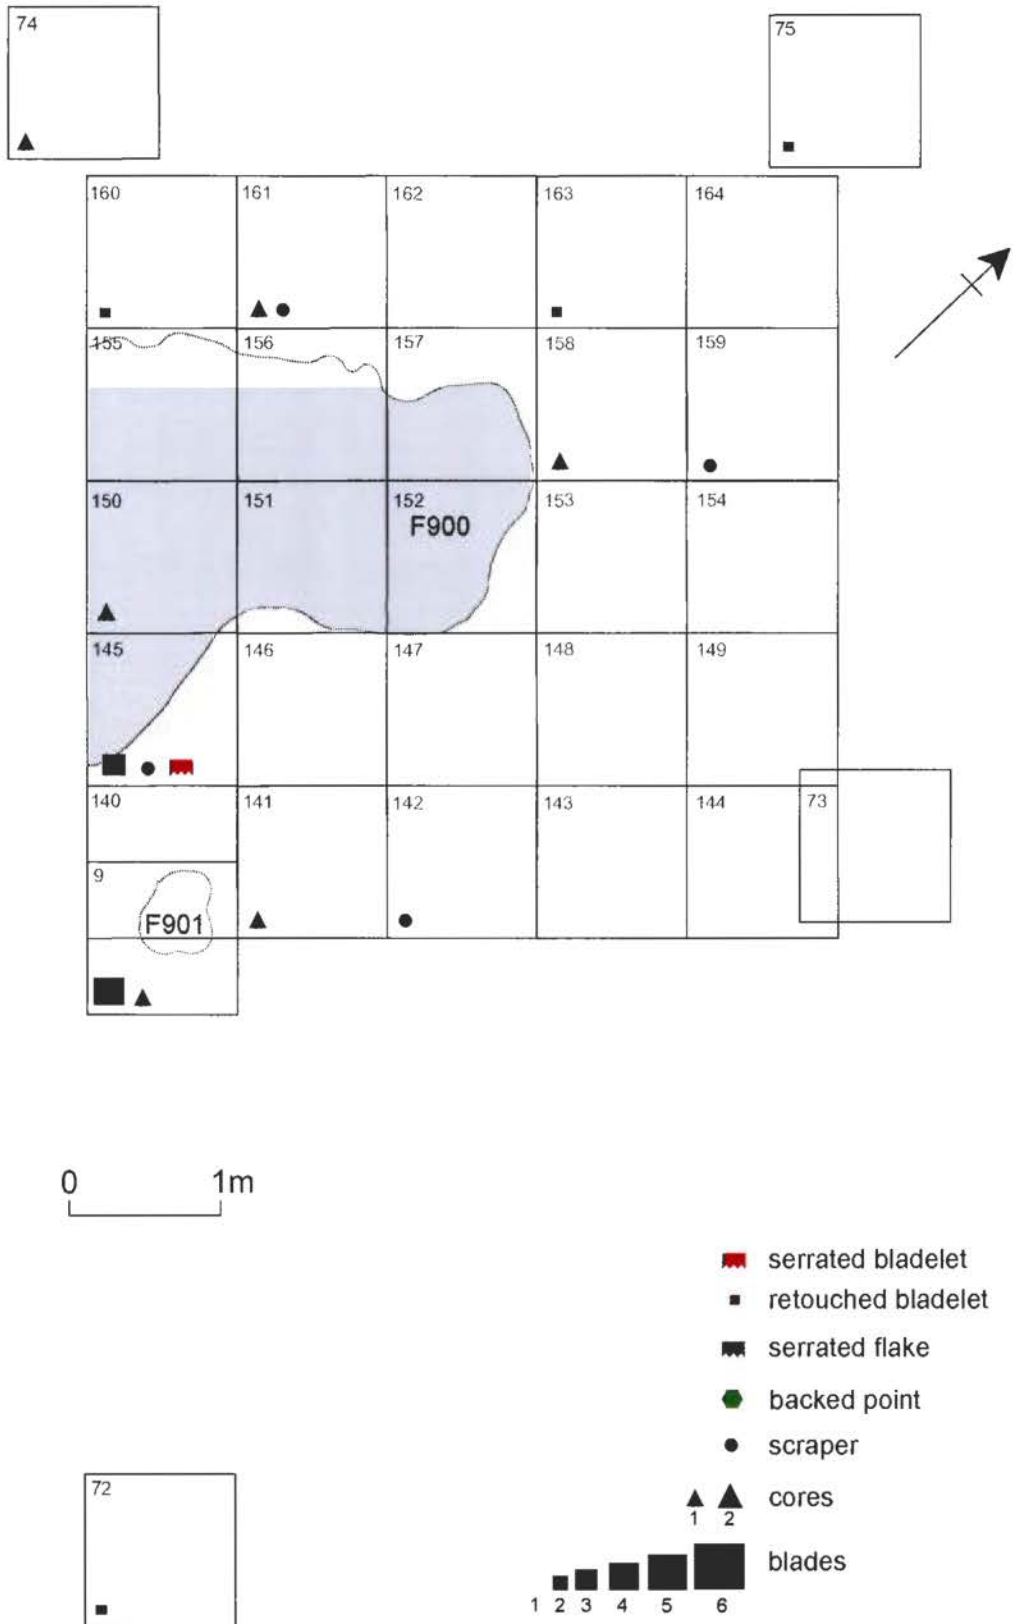 74
75
160 161 162 163 164
155 156 157 158 159
150 151 152 153 154
F900
145 146 147 148 149
140 141 142 143 144 73
9
F901
0 1m
serrated bladelet
retouched bladelet
serrated flake
backed point
scraper
cores
1 2
72
blades
1 2 3 4 5 6